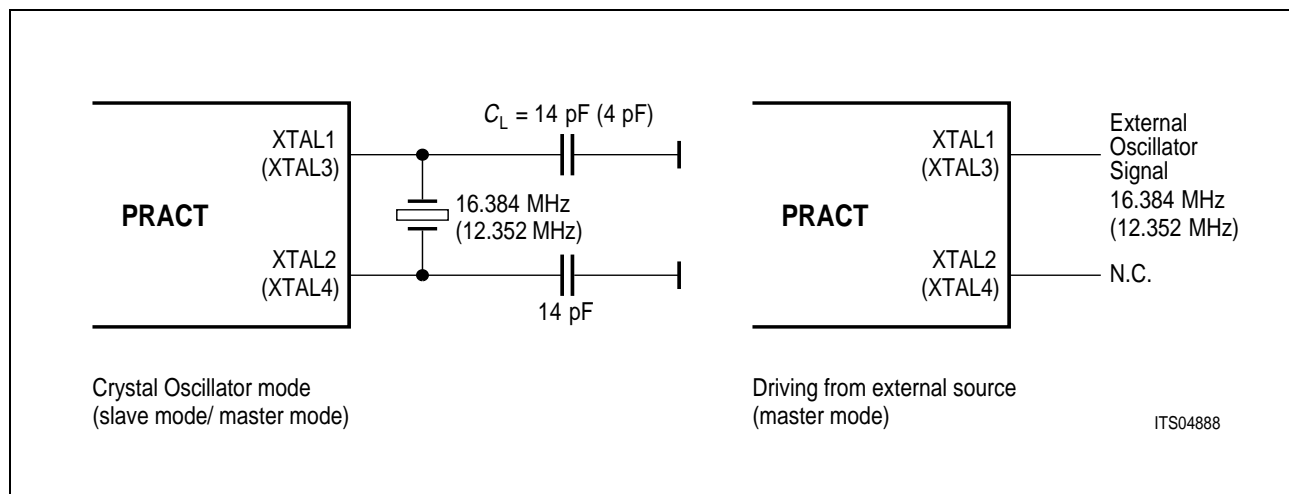 C_L = 14 pF (4 pF)
XTAL1
(XTAL3)
PRACT
16.384 MHz
(12.352 MHz)
XTAL2
(XTAL4)
14 pF
Crystal Oscillator mode
(slave mode/ master mode)
XTAL1
(XTAL3)
PRACT
XTAL2
(XTAL4)
External
Oscillator
Signal
16.384 MHz
(12.352 MHz)
N.C.
Driving from external source
(master mode)
ITS04888